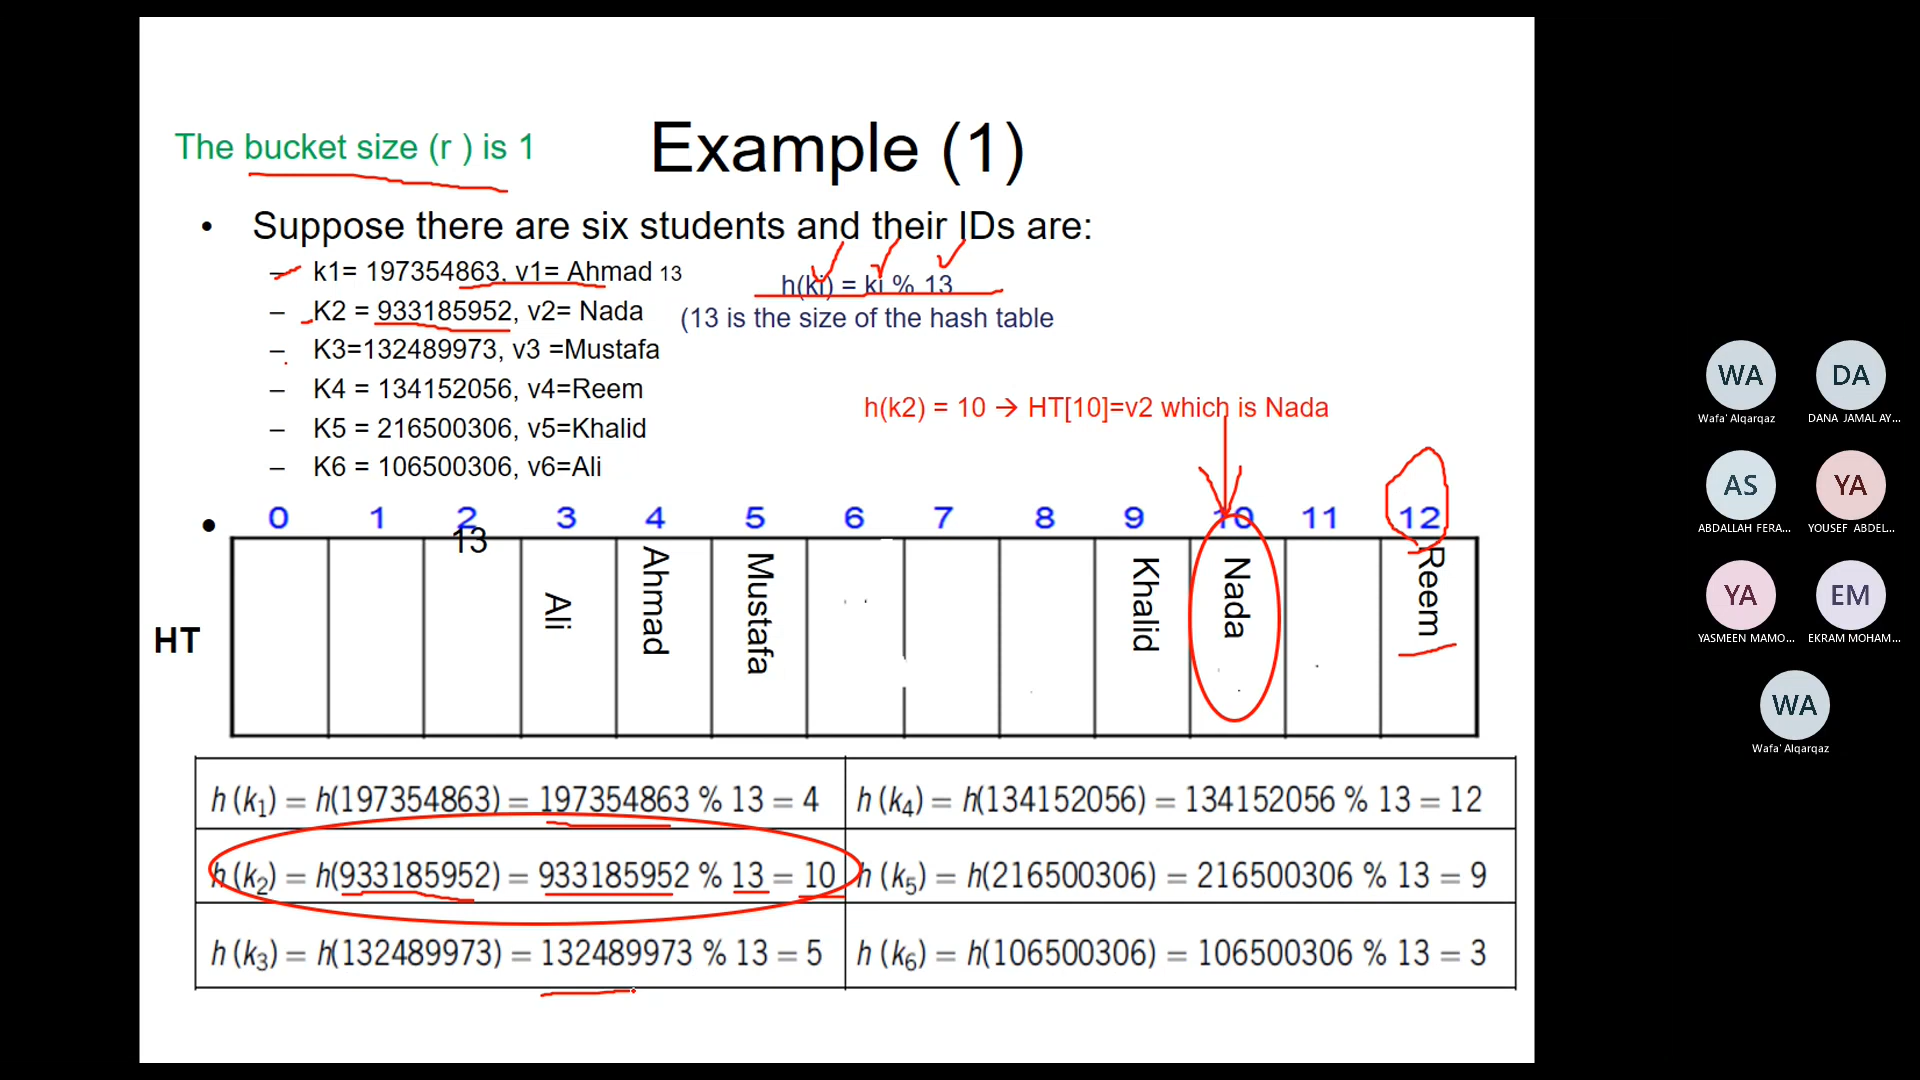 The bucket size (r ) is 1
Example (1)
• Suppose there are six students and their IDs are:
– k1= 197354863, v1= Ahmad 13
h(ki) = ki % 13
– K2 = 933185952, v2= Nada
(13 is the size of the hash table
– K3=132489973, v3 =Mustafa
– K4 = 134152056, v4=Reem
h(k2) = 10 → HT[10]=v2 which is Nada
– K5 = 216500306, v5=Khalid
– K6 = 106500306, v6=Ali
• 0 1 2 3 4 5 6 7 8 9 10 11 12
13
HT
Ali
Ahmad
Mustafa
Khalid
Nada
Reem
h (k₁) = h(197354863) = 197354863 % 13 = 4
h (k₄) = h(134152056) = 134152056 % 13 = 12
h (k₂) = h(933185952) = 933185952 % 13 = 10
h (k₅) = h(216500306) = 216500306 % 13 = 9
h (k₃) = h(132489973) = 132489973 % 13 = 5
h (k₆) = h(106500306) = 106500306 % 13 = 3
WA
Wafa' Alqarqaz
DA
DANA JAMAL AY...
AS
ABDALLAH FERA...
YA
YOUSEF ABDEL...
YA
YASMEEN MAMO...
EM
EKRAM MOHAM...
WA
Wafa' Alqarqaz